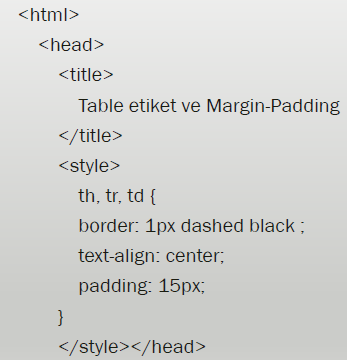 <html>
<head>
<title>
Table etiket ve Margin-Padding
</title>
<style>
th, tr, td {
border: 1px dashed black ;
text-align: center;
padding: 15px;
}
</style></head>